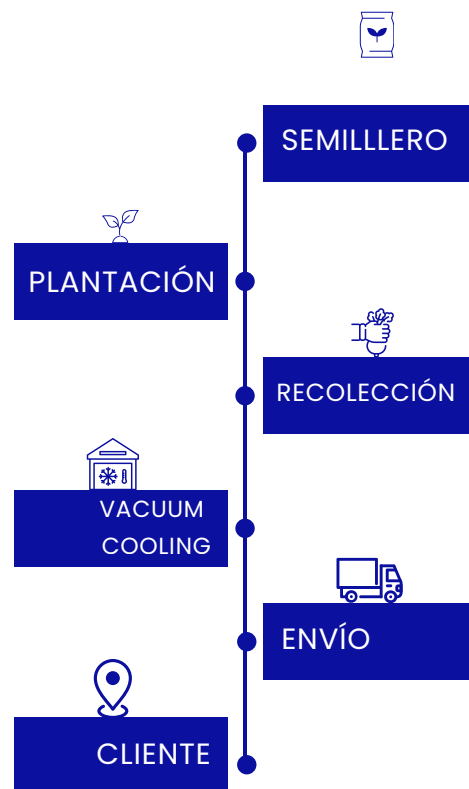 SEMILLLERO
PLANTACIÓN
RECOLECCIÓN
VACUUM
COOLING
ENVÍO
CLIENTE